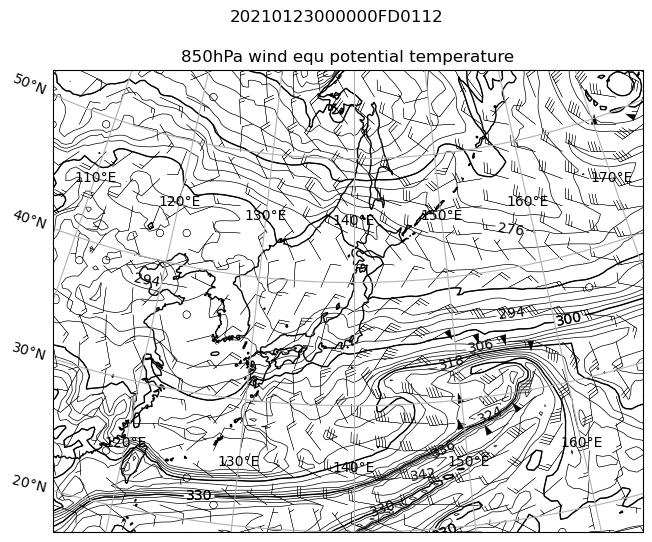 20210123000000FD0112
850hPa wind equ potential temperature
50°N
110°E
170°E
120°E
160°E
130°E
150°E
140°E
40°N
276
294
294
300
306
30°N
318
324
120°E
160°E
336
130°E
150°E
140°E
342
20°N
330
330
330